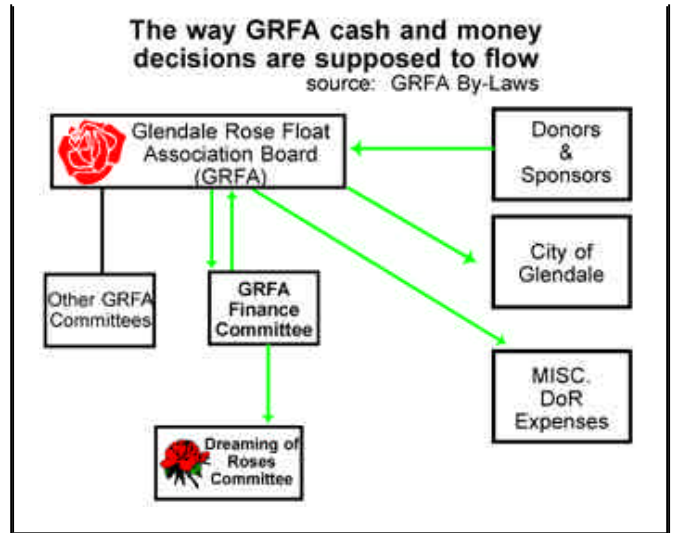 The way GRFA cash and money
decisions are supposed to flow
source: GRFA By-Laws
Glendale Rose Float
Association Board
(GRFA)
Donors
&
Sponsors
City of
Glendale
Other GRFA
Committees
GRFA
Finance
Committee
MISC.
DoR
Expenses
Dreaming of
Roses
Committee